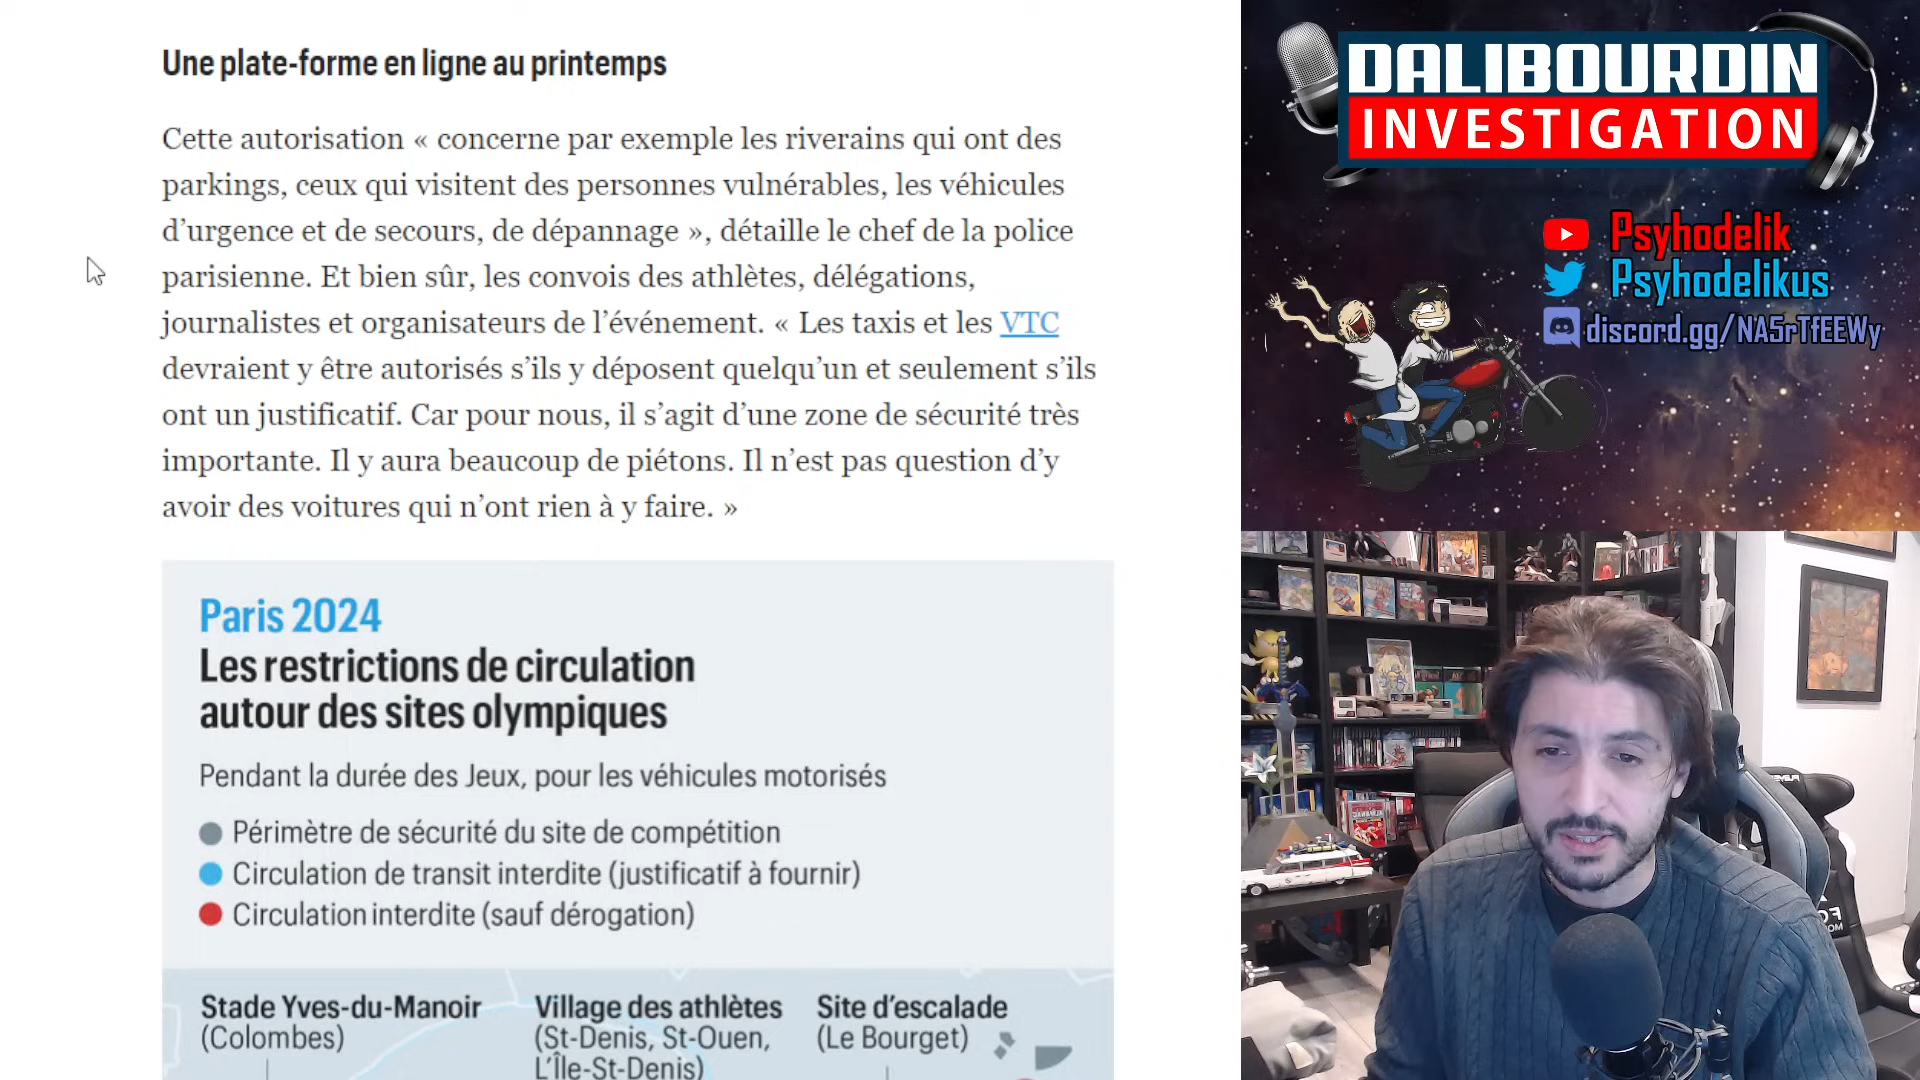 Une plate-forme en ligne au printemps
Cette autorisation « concerne par exemple les riverains qui ont des
parkings, ceux qui visitent des personnes vulnérables, les véhicules
d’urgence et de secours, de dépannage », détaille le chef de la police
parisienne. Et bien sûr, les convois des athlètes, délégations,
journalistes et organisateurs de l’événement. « Les taxis et les VTC
devraient y être autorisés s’ils y déposent quelqu’un et seulement s’ils
ont un justificatif. Car pour nous, il s’agit d’une zone de sécurité très
importante. Il y aura beaucoup de piétons. Il n’est pas question d’y
avoir des voitures qui n’ont rien à y faire. »
Paris 2024
Les restrictions de circulation
autour des sites olympiques
Pendant la durée des Jeux, pour les véhicules motorisés
Périmètre de sécurité du site de compétition
Circulation de transit interdite (justificatif à fournir)
Circulation interdite (sauf dérogation)
Stade Yves-du-Manoir
(Colombes)
Village des athlètes
(St-Denis, St-Ouen,
L’Île-St-Denis)
Site d’escalade
(Le Bourget)
DALIBOURDIN
INVESTIGATION
Psyhodelik
Psyhodelikus
discord.gg/NA5rTfEEWy